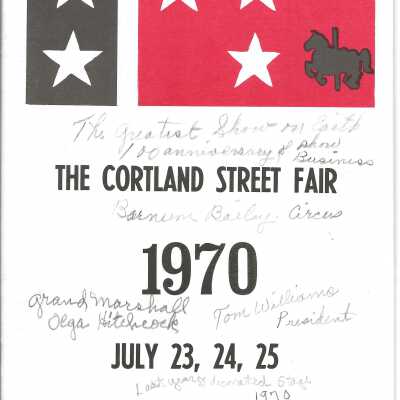 The Greatest Show on Earth
100 anniversary of Show
Business
THE CORTLAND STREET FAIR
Barnum Bailey Circus
1970
Grand Marshall
Olga Hitchcock
Tom Williams
President
JULY 23, 24, 25
Last year decorated Stage
1970